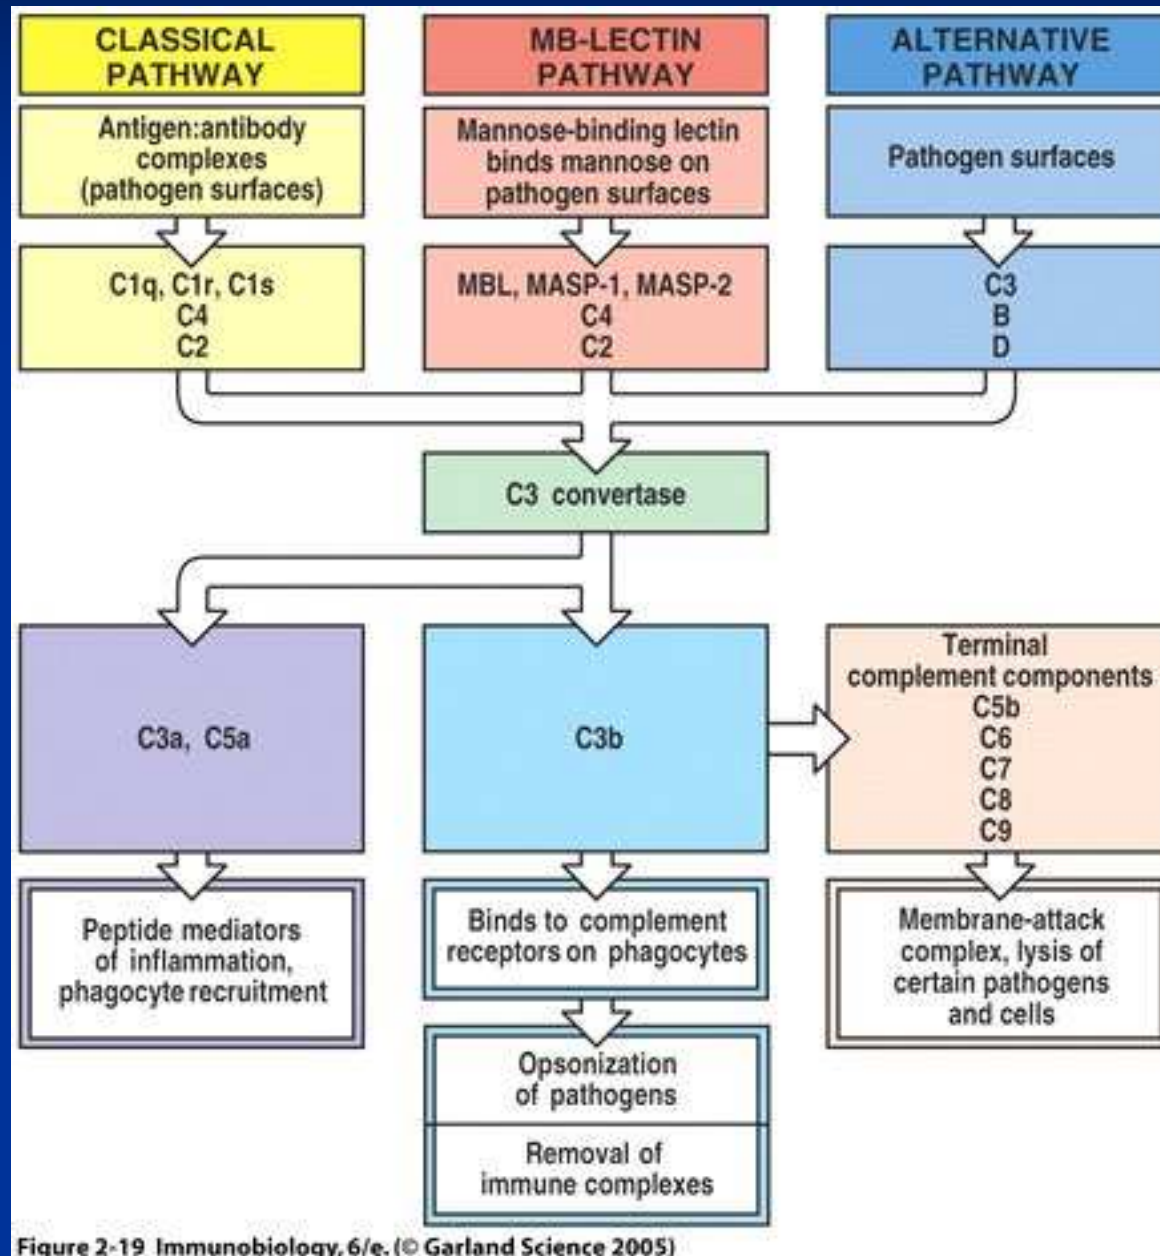 CLASSICAL
PATHWAY
MB-LECTIN
PATHWAY
ALTERNATIVE
PATHWAY
Antigen:antibody
complexes
(pathogen surfaces)
Mannose-binding lectin
binds mannose on
pathogen surfaces
Pathogen surfaces
C1q, C1r, C1s
C4
C2
MBL, MASP-1, MASP-2
C4
C2
C3
B
D
C3 convertase
C3a, C5a
C3b
Terminal
complement components
C5b
C6
C7
C8
C9
Peptide mediators
of inflammation,
phagocyte recruitment
Binds to complement
receptors on phagocytes
Membrane-attack
complex, lysis of
certain pathogens
and cells
Opsonization
of pathogens
Removal of
immune complexes
Figure 2-19 Immunobiology, 6/e. (© Garland Science 2005)